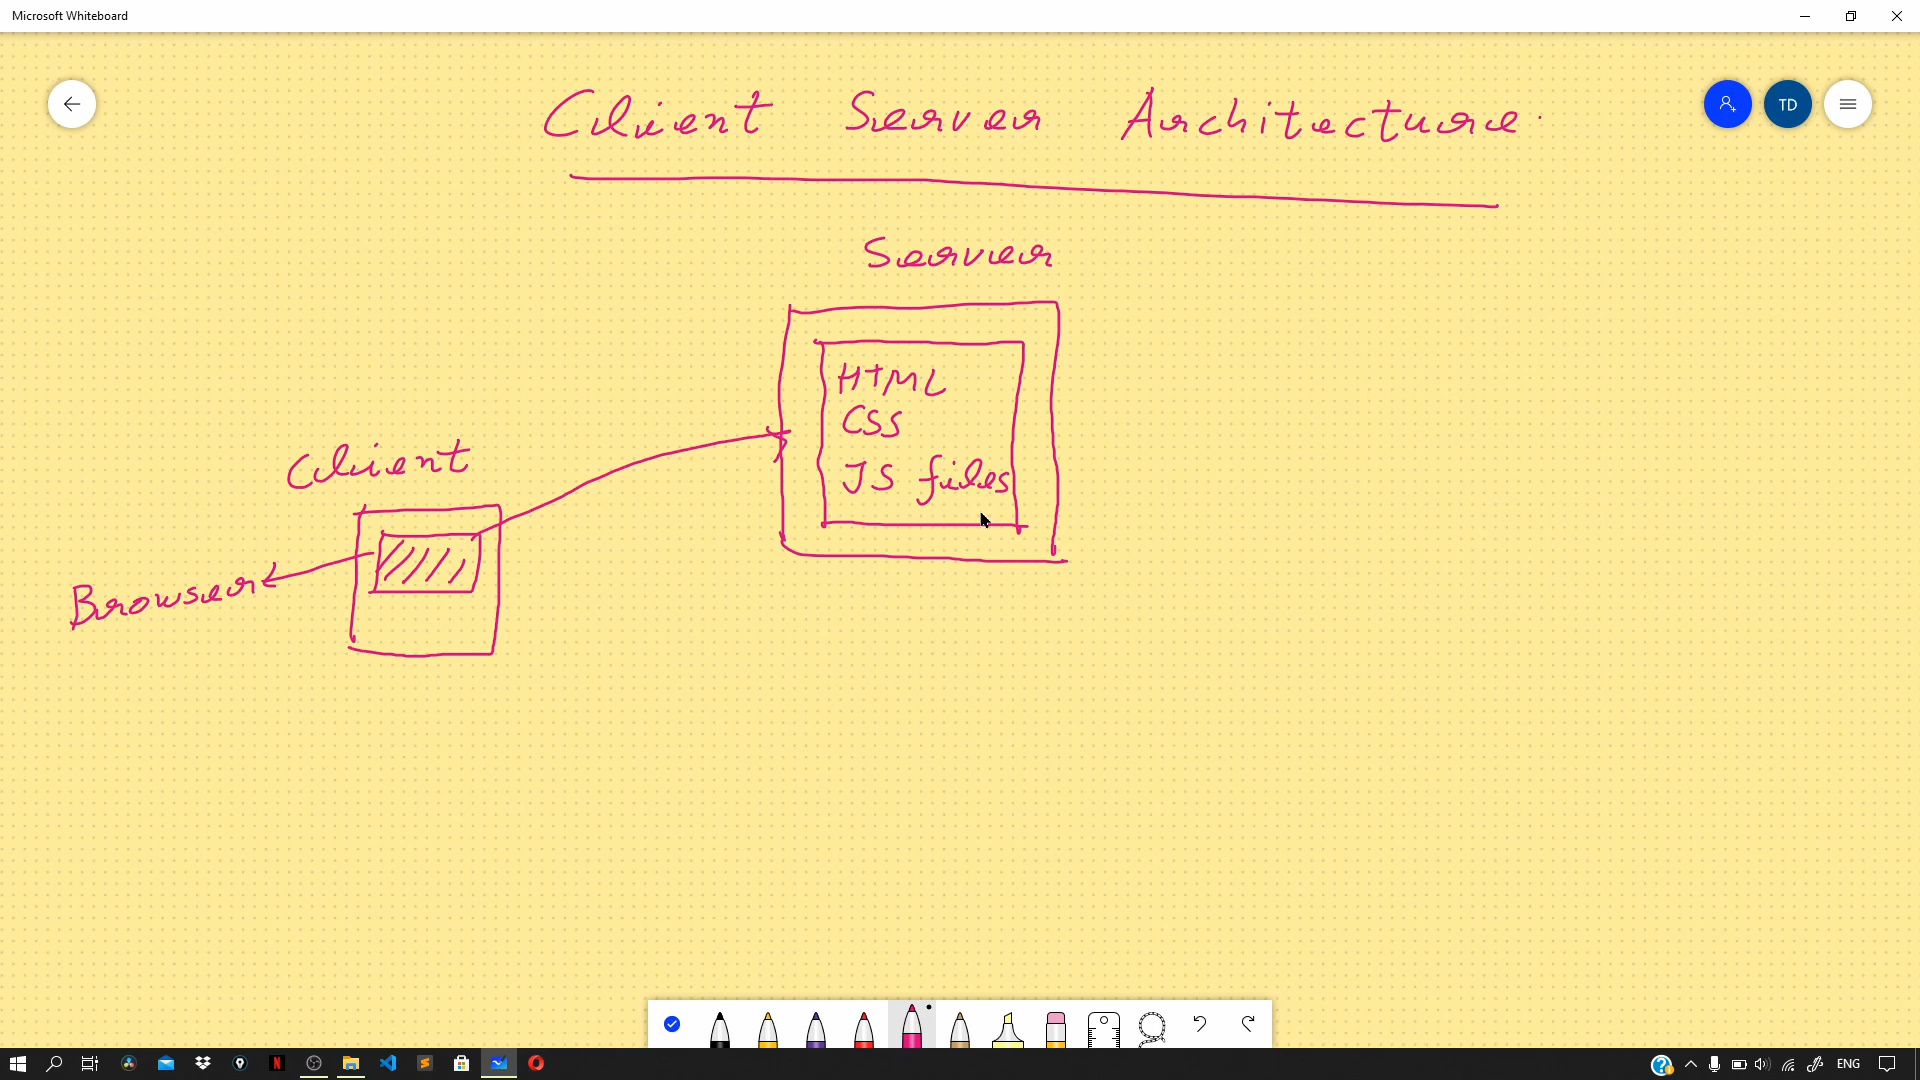 Microsoft Whiteboard
TD
Client Server Architecture.
Server
HTML
CSS
JS files
Client
Browser
ENG